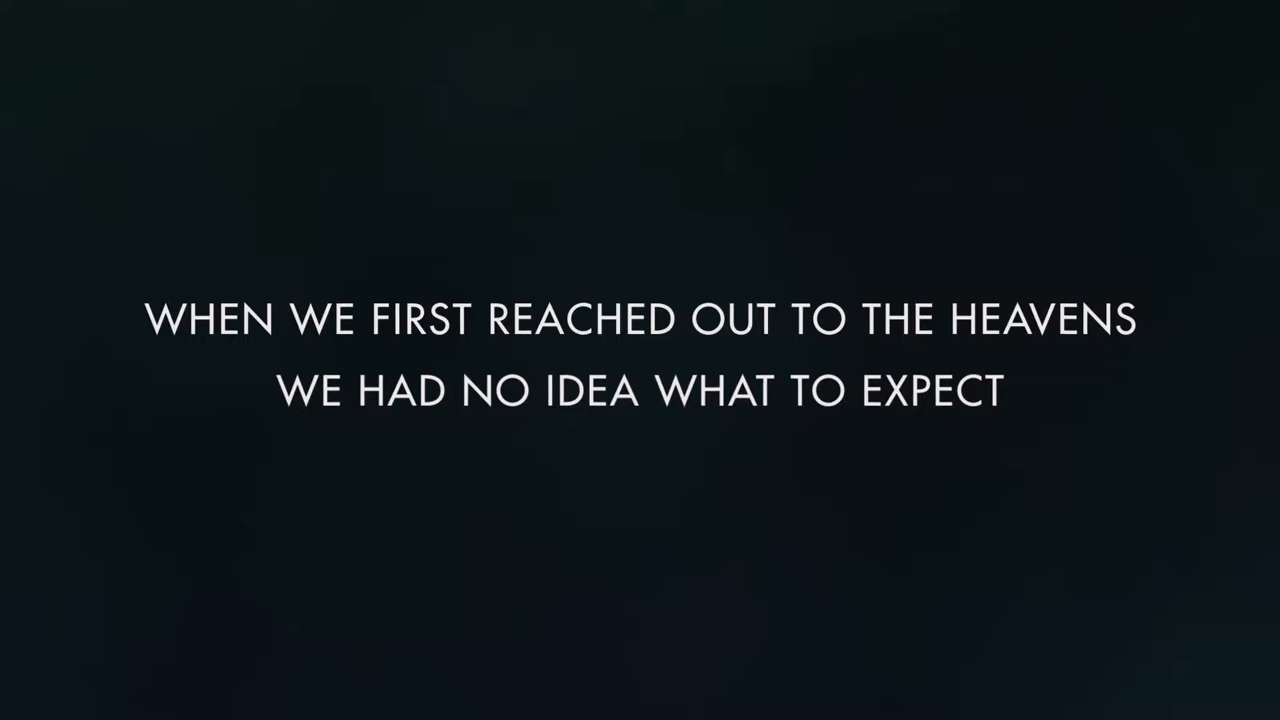 WHEN WE FIRST REACHED OUT TO THE HEAVENS
WE HAD NO IDEA WHAT TO EXPECT